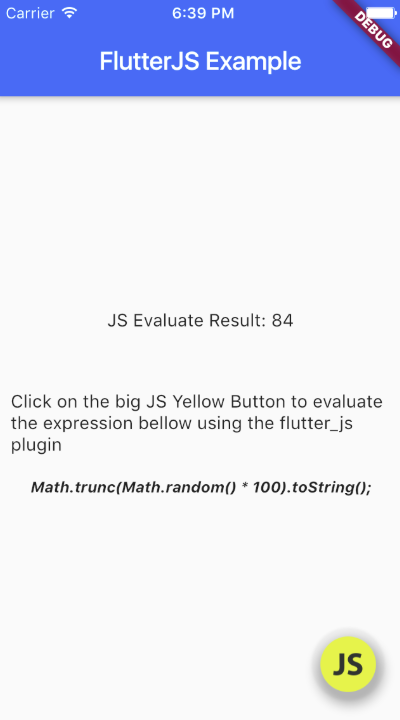 Carrier 6:39 PM
DEBUG
FlutterJS Example
JS Evaluate Result: 84
Click on the big JS Yellow Button to evaluate
the expression bellow using the flutter_js
plugin
Math.trunc(Math.random() * 100).toString();
JS